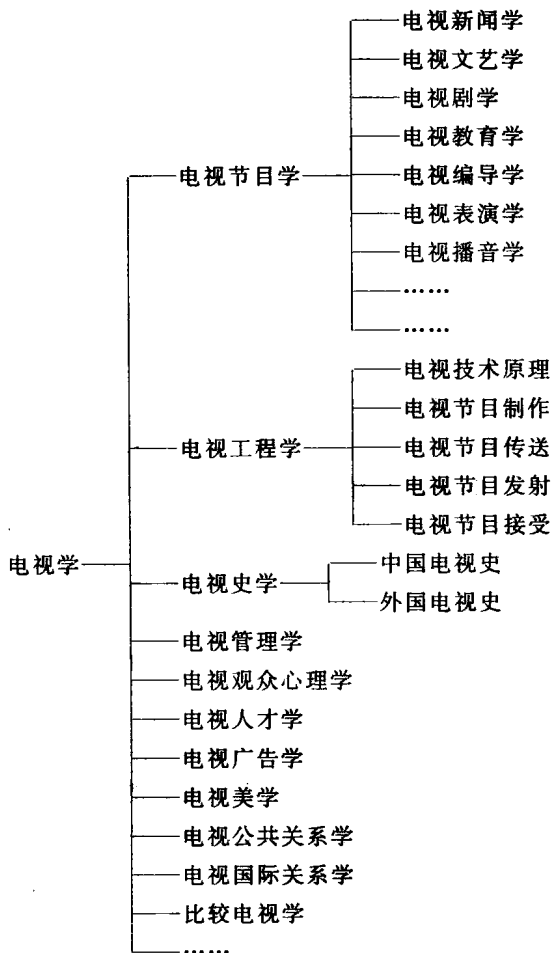 电视学
电视节目学
电视新闻学
电视文艺学
电视剧学
电视教育学
电视编导学
电视表演学
电视播音学
……
……
电视工程学
电视技术原理
电视节目制作
电视节目传送
电视节目发射
电视节目接受
电视史学
中国电视史
外国电视史
电视管理学
电视观众心理学
电视人才学
电视广告学
电视美学
电视公共关系学
电视国际关系学
比较电视学
……